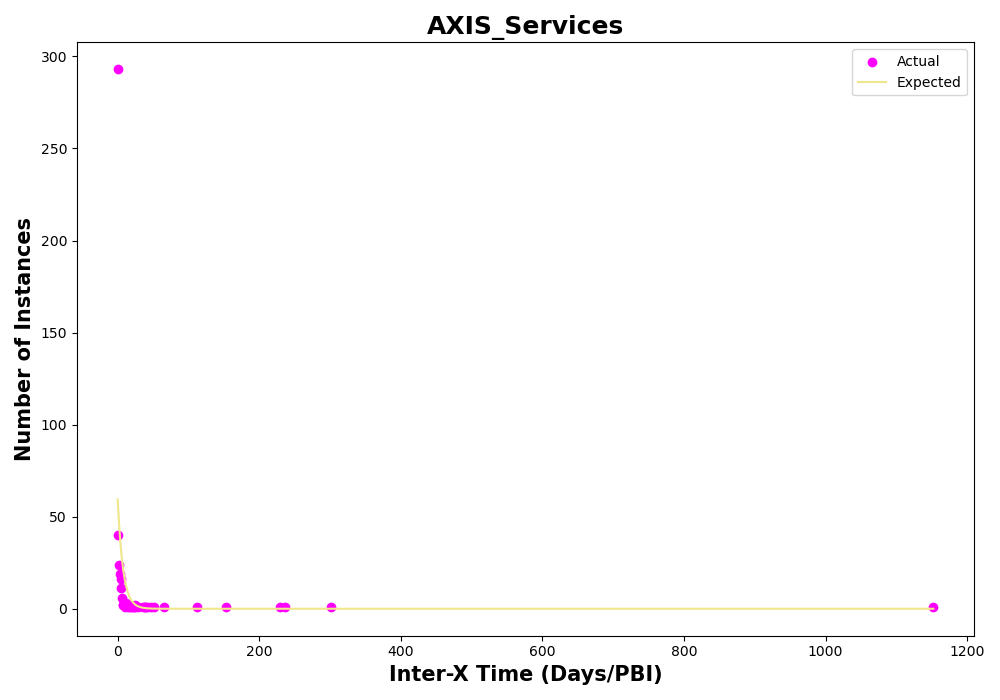 AXIS_Services
Actual
Expected
Number of Instances
300
250
200
150
100
50
0
0 200 400 600 800 1000 1200
Inter-X Time (Days/PBI)